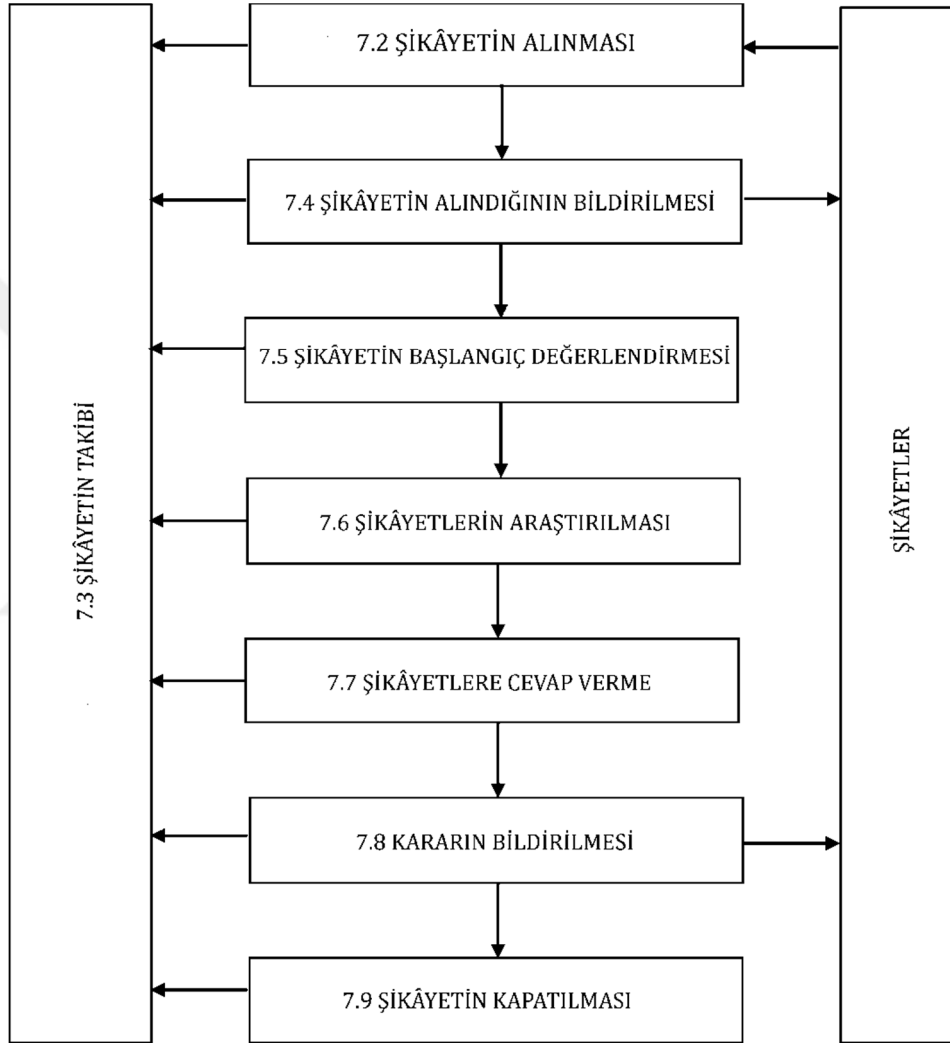 7.2 ŞİKÂYETİN ALINMASI
7.4 ŞİKÂYETİN ALINDIĞININ BİLDİRİLMESİ
7.5 ŞİKÂYETİN BAŞLANGIÇ DEĞERLENDİRMESİ
7.3 ŞİKÂYETİN TAKİBİ
ŞİKÂYETLER
7.6 ŞİKÂYETLERİN ARAŞTIRILMASI
7.7 ŞİKÂYETLERE CEVAP VERME
7.8 KARARIN BİLDİRİLMESİ
7.9 ŞİKÂYETİN KAPATILMASI